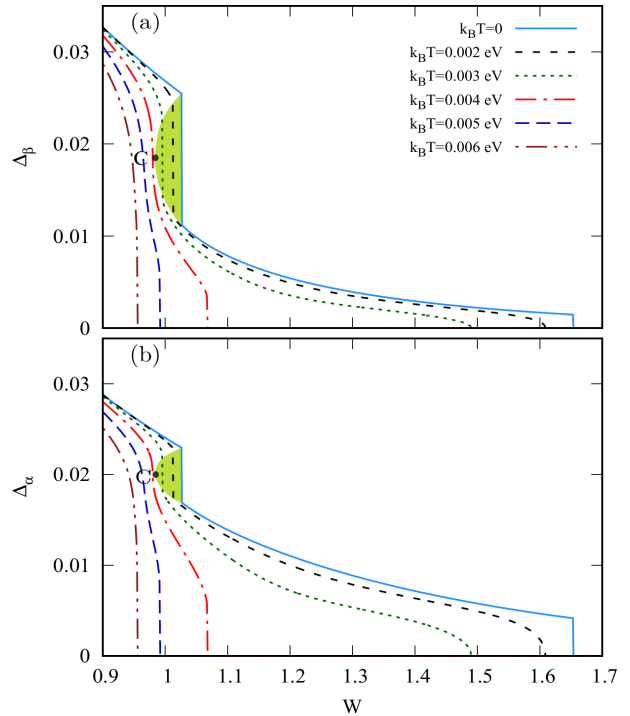 (a)
k_BT=0
k_BT=0.002 eV
k_BT=0.003 eV
k_BT=0.004 eV
k_BT=0.005 eV
k_BT=0.006 eV
0.03
0.02
0.01
0
Δ_β
C
(b)
0.03
0.02
0.01
0
Δ_α
C
0.9 1 1.1 1.2 1.3 1.4 1.5 1.6 1.7
W